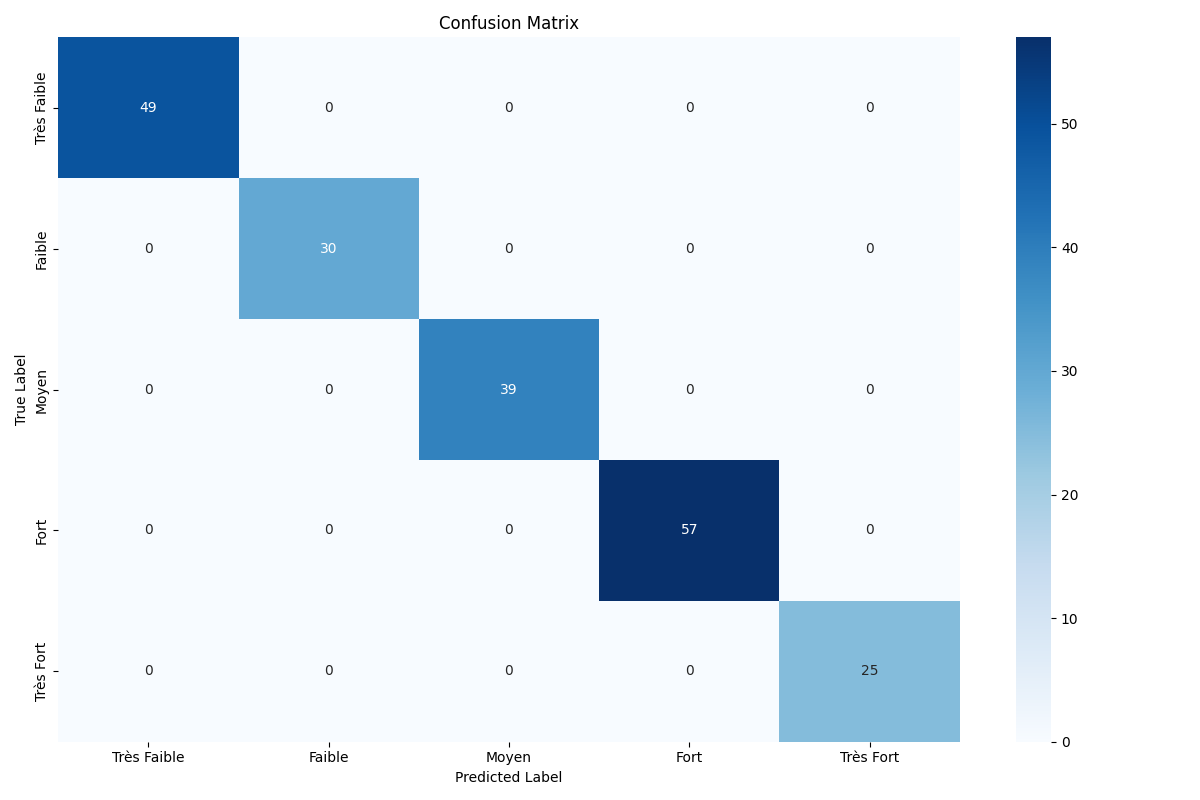 Confusion Matrix
True Label
Très Faible
49 0 0 0 0
Faible
0 30 0 0 0
Moyen
0 0 39 0 0
Fort
0 0 0 57 0
Très Fort
0 0 0 0 25
Très Faible Faible Moyen Fort Très Fort
Predicted Label
50
40
30
20
10
0